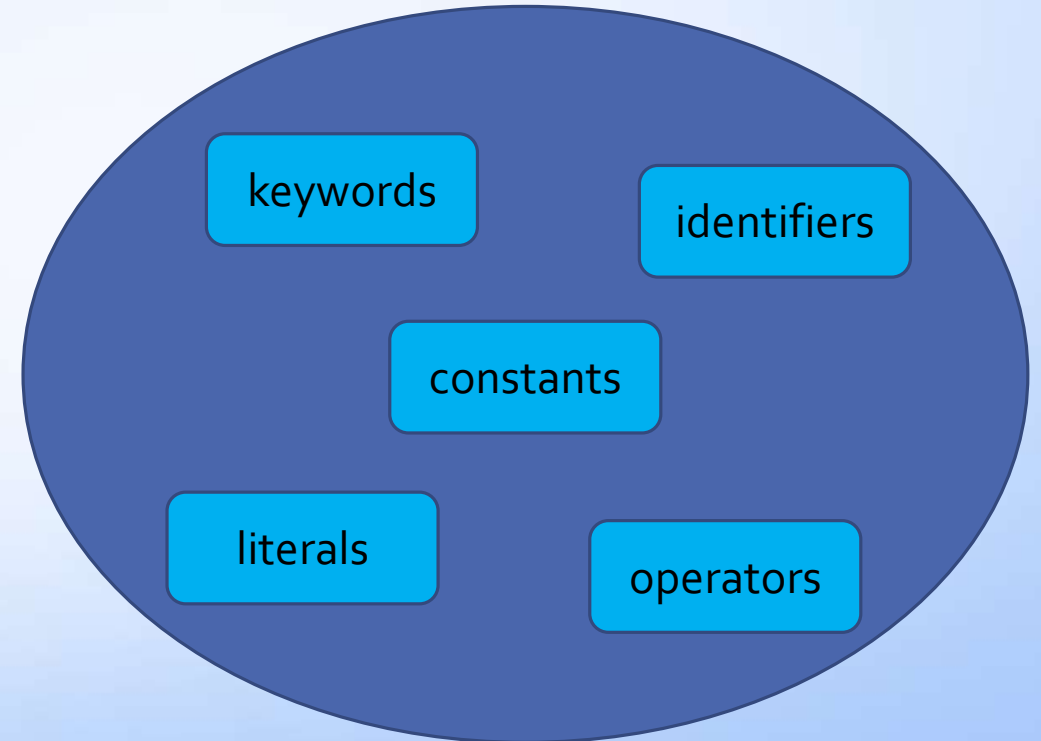 keywords
identifiers
constants
literals
operators